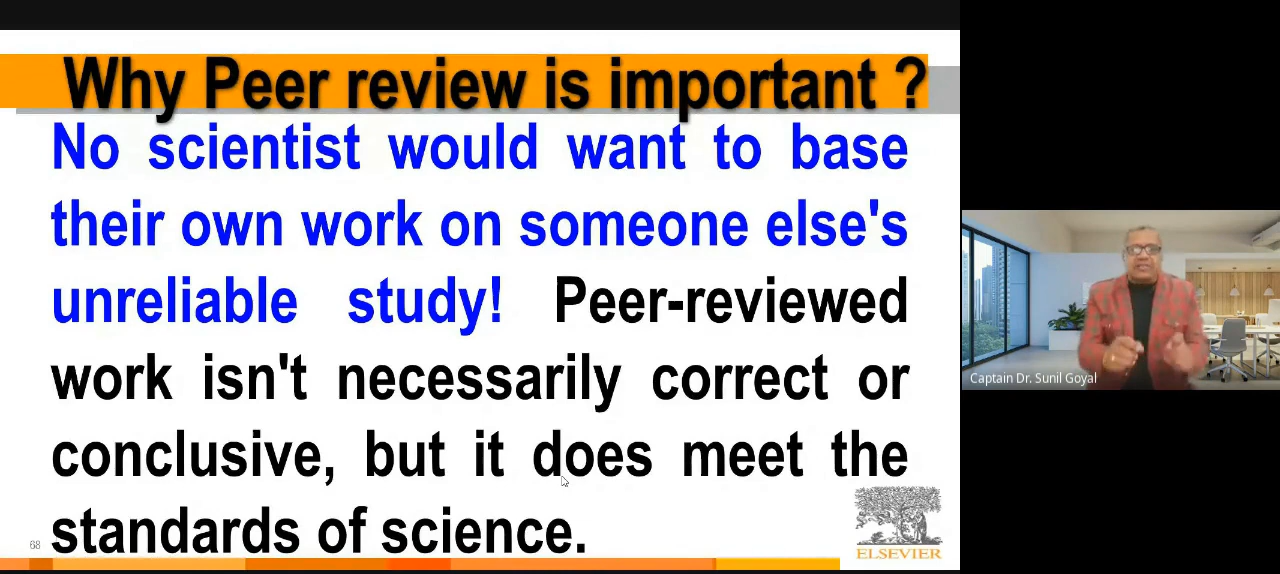 Why Peer review is important ?
No scientist would want to base
their own work on someone else's
unreliable study! Peer-reviewed
work isn't necessarily correct or
conclusive, but it does meet the
standards of science.
68
ELSEVIER
Captain Dr. Sunil Goyal